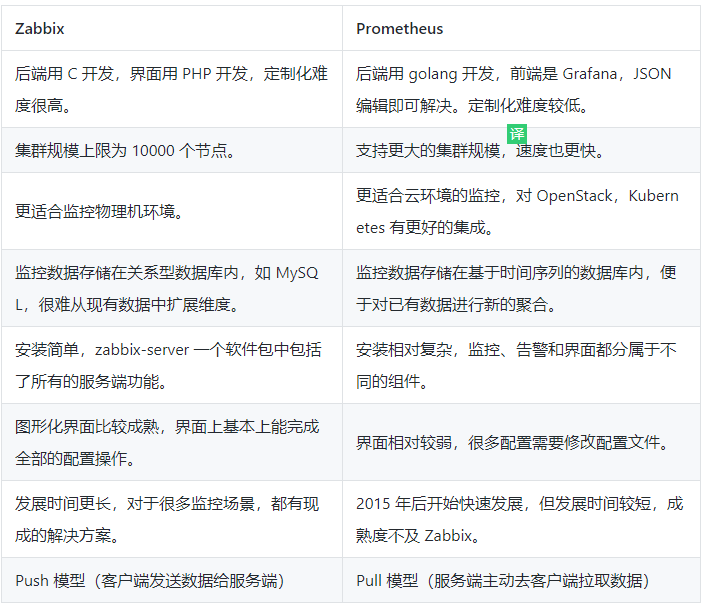 Zabbix
Prometheus
后端用 C 开发，界面用 PHP 开发，定制化难
度很高。
后端用 golang 开发，前端是 Grafana，JSON
编辑即可解决。定制化难度较低。
集群规模上限为 10000 个节点。
支持更大的集群规模，速度也更快。
译
更适合监控物理机环境。
更适合云环境的监控，对 OpenStack，Kubern
etes 有更好的集成。
监控数据存储在关系型数据库内，如 MySQ
L，很难从现有数据中扩展维度。
监控数据存储在基于时间序列的数据库内，便
于对已有数据进行新的聚合。
安装简单，zabbix-server 一个软件包中包括
了所有的服务端功能。
安装相对复杂，监控、告警和界面都分属于不
同的组件。
图形化界面比较成熟，界面上基本上能完成
全部的配置操作。
界面相对较弱，很多配置需要修改配置文件。
发展时间更长，对于很多监控场景，都有现
成的解决方案。
2015 年后开始快速发展，但发展时间较短，成
熟度不及 Zabbix。
Push 模型（客户端发送数据给服务端）
Pull 模型（服务端主动去客户端拉取数据）